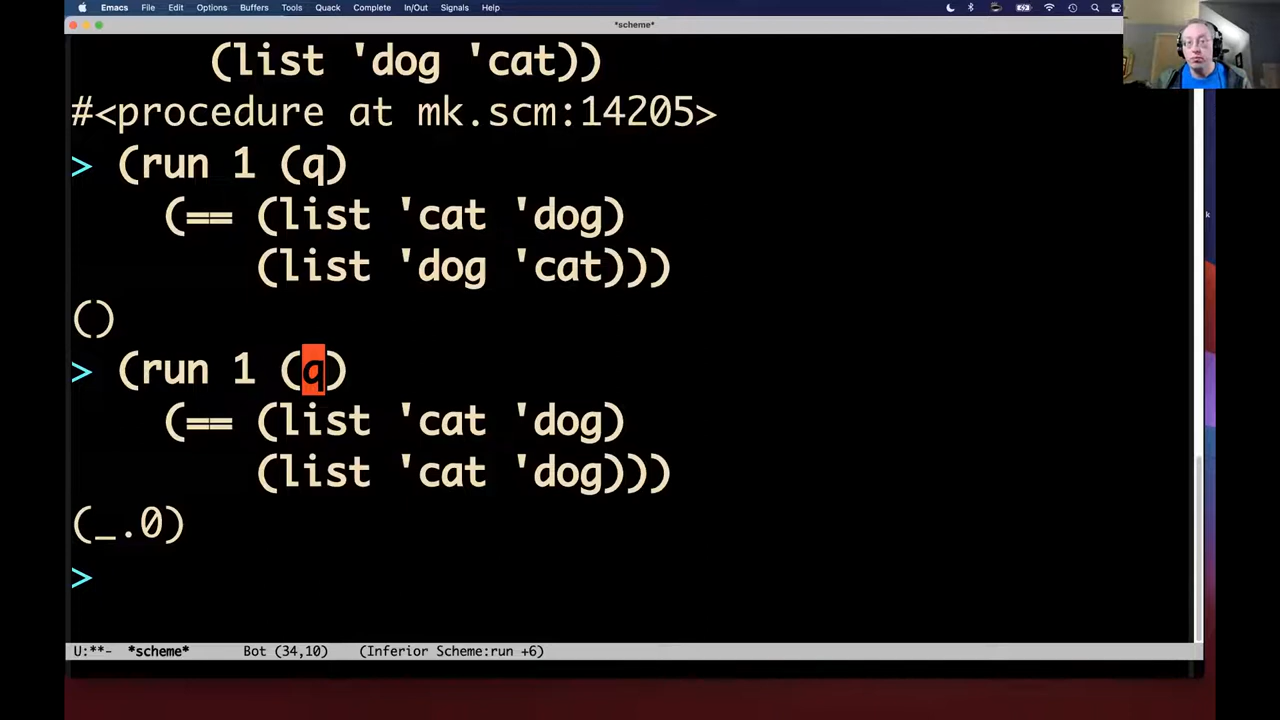 Emacs File Edit Options Buffers Tools Quack Complete In/Out Signals Help
*scheme*
(list 'dog 'cat))
#<procedure at mk.scm:14205>
> (run 1 (q)
(== (list 'cat 'dog)
(list 'dog 'cat)))
()
> (run 1 (q)
(== (list 'cat 'dog)
(list 'cat 'dog)))
(_.0)
>
U:**- *scheme* Bot (34,10) (Inferior Scheme:run +6)
k